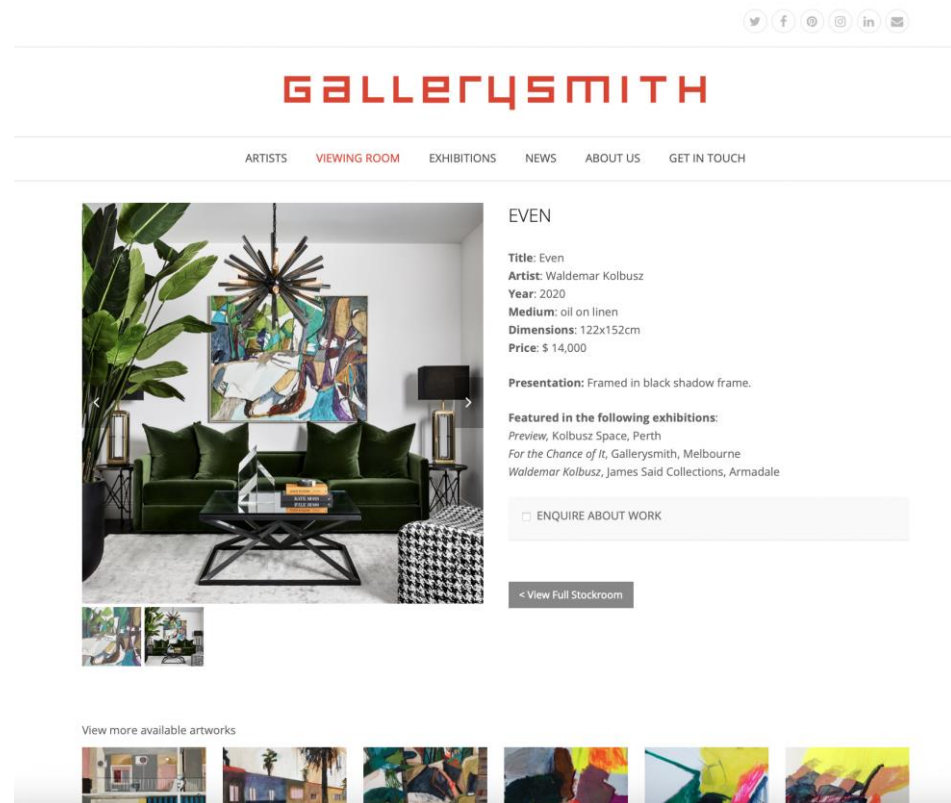 GALLERYSMITH
ARTISTS VIEWING ROOM EXHIBITIONS NEWS ABOUT US GET IN TOUCH
EVEN
Title: Even
Artist: Waldemar Kolbusz
Year: 2020
Medium: oil on linen
Dimensions: 122x152cm
Price: $ 14,000
Presentation: Framed in black shadow frame.
Featured in the following exhibitions:
Preview, Kolbusz Space, Perth
For the Chance of It, Gallerysmith, Melbourne
Waldemar Kolbusz, James Said Collections, Armadale
ENQUIRE ABOUT WORK
< View Full Stockroom
View more available artworks